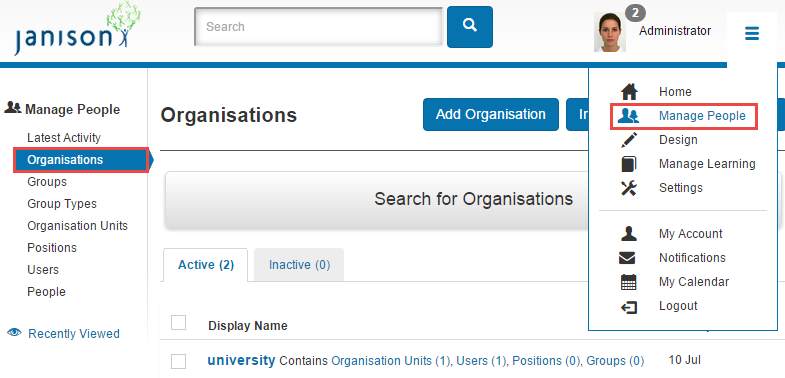 janison
Search
2
Administrator
Home
Manage People
Design
Manage Learning
Settings
My Account
Notifications
My Calendar
Logout
Manage People
Latest Activity
Organisations
Groups
Group Types
Organisation Units
Positions
Users
People
Recently Viewed
Organisations
Add Organisation
Search for Organisations
Active (2)
Inactive (0)
Display Name
university Contains Organisation Units (1), Users (1), Positions (0), Groups (0) 10 Jul